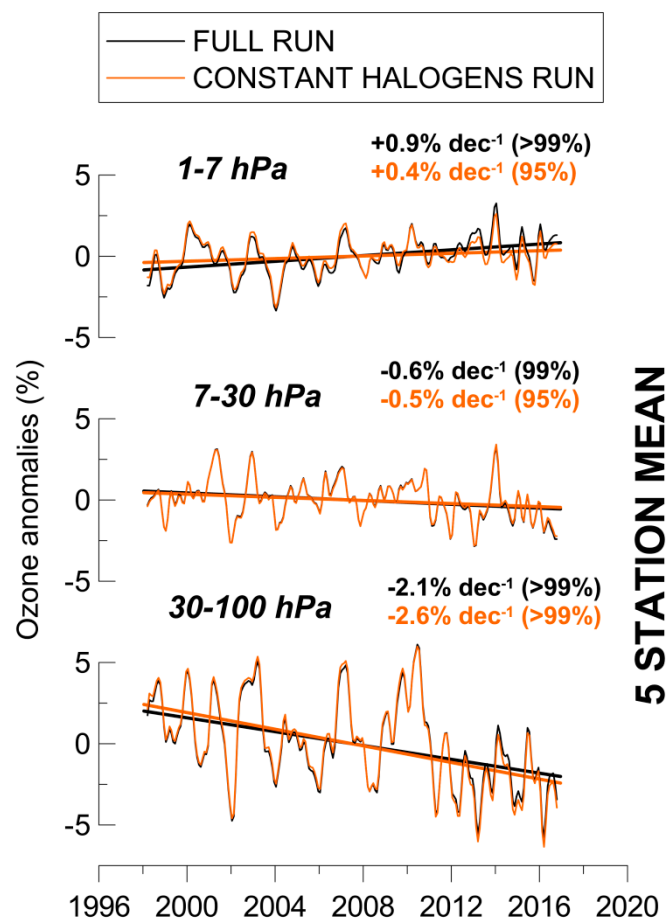 FULL RUN
CONSTANT HALOGENS RUN
1-7 hPa
+0.9% dec⁻¹ (>99%)
+0.4% dec⁻¹ (95%)
5
0
-5
7-30 hPa
-0.6% dec⁻¹ (99%)
-0.5% dec⁻¹ (95%)
5
0
-5
30-100 hPa
-2.1% dec⁻¹ (>99%)
-2.6% dec⁻¹ (>99%)
5
0
-5
Ozone anomalies (%)
5 STATION MEAN
1996 2000 2004 2008 2012 2016 2020